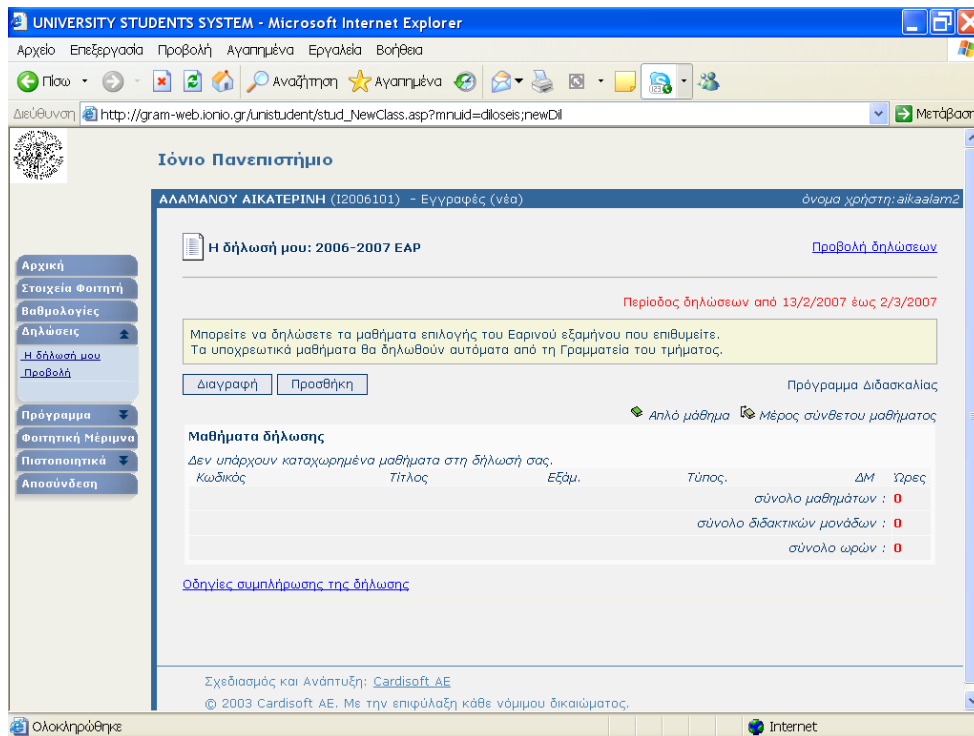 UNIVERSITY STUDENTS SYSTEM - Microsoft Internet Explorer
Αρχείο Επεξεργασία Προβολή Αγαπημένα Εργαλεία Βοήθεια
Πίσω Αναζήτηση Αγαπημένα
Διεύθυνση http://gram-web.ionio.gr/unistudent/stud_NewClass.asp?mnuid=diloseis;newDil Μετάβαση
Ιόνιο Πανεπιστήμιο
ΑΛΑΜΑΝΟΥ ΑΙΚΑΤΕΡΙΝΗ (Ι2006101) - Εγγραφές (νέα) όνομα χρήστη: aikaalam2
Η δήλωσή μου: 2006-2007 ΕΑΡ Προβολή δηλώσεων
Αρχική
Στοιχεία Φοιτητή
Βαθμολογίες
Δηλώσεις
Η δήλωσή μου
Προβολή
Πρόγραμμα
Φοιτητική Μέριμνα
Πιστοποιητικά
Αποσύνδεση
Περίοδος δηλώσεων από 13/2/2007 έως 2/3/2007
Μπορείτε να δηλώσετε τα μαθήματα επιλογής του Εαρινού εξαμήνου που επιθυμείτε.
Τα υποχρεωτικά μαθήματα θα δηλωθούν αυτόματα από τη Γραμματεία του τμήματος.
Διαγραφή Προσθήκη Πρόγραμμα Διδασκαλίας
Απλό μάθημα Μέρος σύνθετου μαθήματος
Μαθήματα δήλωσης
Δεν υπάρχουν καταχωρημένα μαθήματα στη δήλωσή σας.
Κωδικός Τίτλος Εξάμ. Τύπος. ΔΜ Ώρες
σύνολο μαθημάτων : 0
σύνολο διδακτικών μονάδων : 0
σύνολο ωρών : 0
Οδηγίες συμπλήρωσης της δήλωσης
Σχεδιασμός και Ανάπτυξη: Cardisoft AE
© 2003 Cardisoft AE. Με την επιφύλαξη κάθε νόμιμου δικαιώματος.
Ολοκληρώθηκε Internet